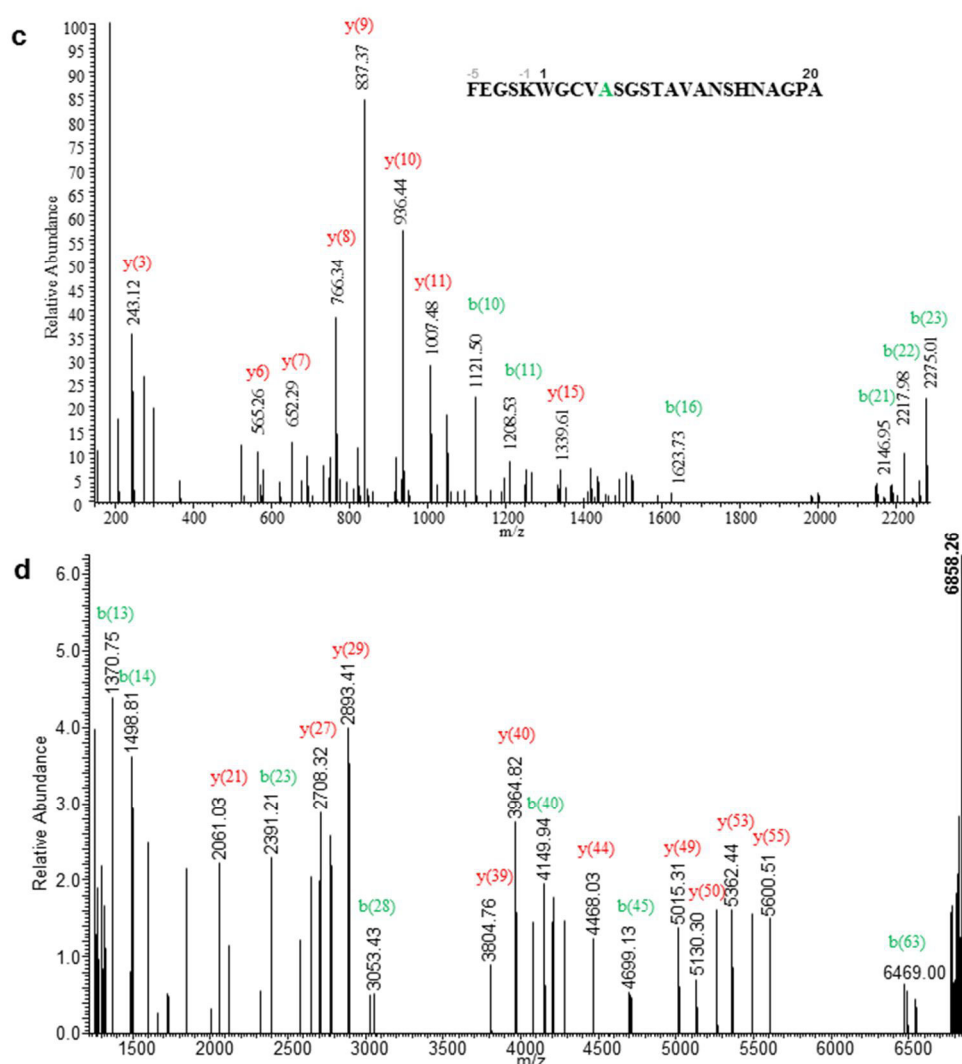 c
-5 -1 1 20
FEGSKWGCVASGSTAVANSHNAGPA
Relative Abundance
100
95
90
85
80
75
70
65
60
55
50
45
40
35
30
25
20
15
10
5
0
y(3)
243.12
y6)
565.26
y(7)
652.29
y(8)
766.34
y(9)
837.37
y(10)
936.44
y(11)
1007.48
b(10)
1121.50
b(11)
1208.53
y(15)
1339.61
b(16)
1623.73
b(21)
2146.95
b(22)
2217.98
b(23)
2275.01
200 400 600 800 1000 1200 1400 1600 1800 2000 2200
m/z
d
Relative Abundance
6.0
5.0
4.0
3.0
2.0
1.0
0.0
b(13)
1370.75
b(14)
1498.81
y(21)
2061.03
b(23)
2391.21
y(27)
2708.32
y(29)
2893.41
b(28)
3053.43
y(39)
3804.76
y(40)
3964.82
b(40)
4149.94
y(44)
4468.03
b(45)
4699.13
y(49)
5015.31
y(50)
5130.30
y(53)
5362.44
y(55)
5600.51
b(63)
6469.00
6858.26
1500 2000 2500 3000 3500 4000 4500 5000 5500 6000 6500
m/z